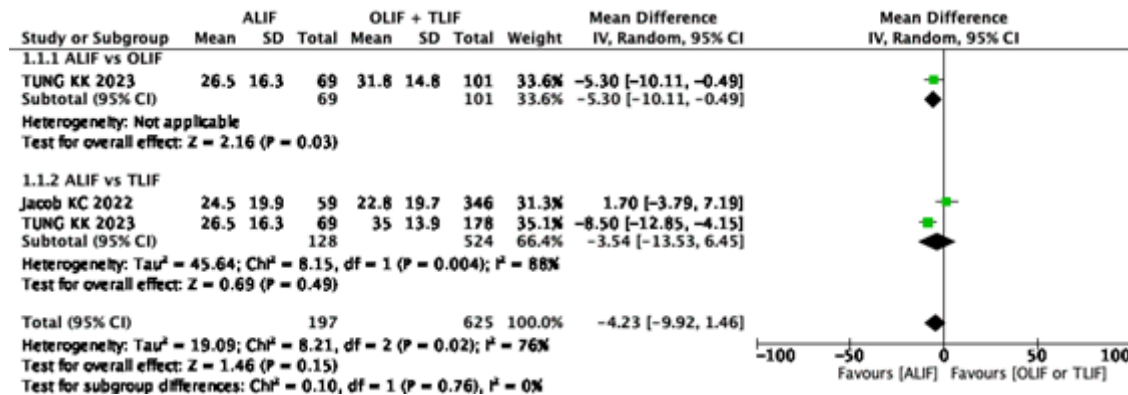 ALIF OLIF + TLIF Mean Difference Mean Difference
Study or Subgroup Mean SD Total Mean SD Total Weight IV, Random, 95% CI IV, Random, 95% CI
1.1.1 ALIF vs OLIF
TUNG KK 2023 26.5 16.3 69 31.8 14.8 101 33.6% −5.30 [−10.11, −0.49]
Subtotal (95% CI) 69 101 33.6% −5.30 [−10.11, −0.49]
Heterogeneity: Not applicable
Test for overall effect: Z = 2.16 (P = 0.03)
1.1.2 ALIF vs TLIF
Jacob KC 2022 24.5 19.9 59 22.8 19.7 346 31.3% 1.70 [−3.79, 7.19]
TUNG KK 2023 26.5 16.3 69 35 13.9 178 35.1% −8.50 [−12.85, −4.15]
Subtotal (95% CI) 128 524 66.4% −3.54 [−13.53, 6.45]
Heterogeneity: Tau² = 45.64; Chi² = 8.15, df = 1 (P = 0.004); I² = 88%
Test for overall effect: Z = 0.69 (P = 0.49)
Total (95% CI) 197 625 100.0% −4.23 [−9.92, 1.46]
Heterogeneity: Tau² = 19.09; Chi² = 8.21, df = 2 (P = 0.02); I² = 76%
Test for overall effect: Z = 1.46 (P = 0.15)
Test for subgroup differences: Chi² = 0.10, df = 1 (P = 0.76), I² = 0%
−100 −50 0 50 100
Favours [ALIF] Favours [OLIF or TLIF]